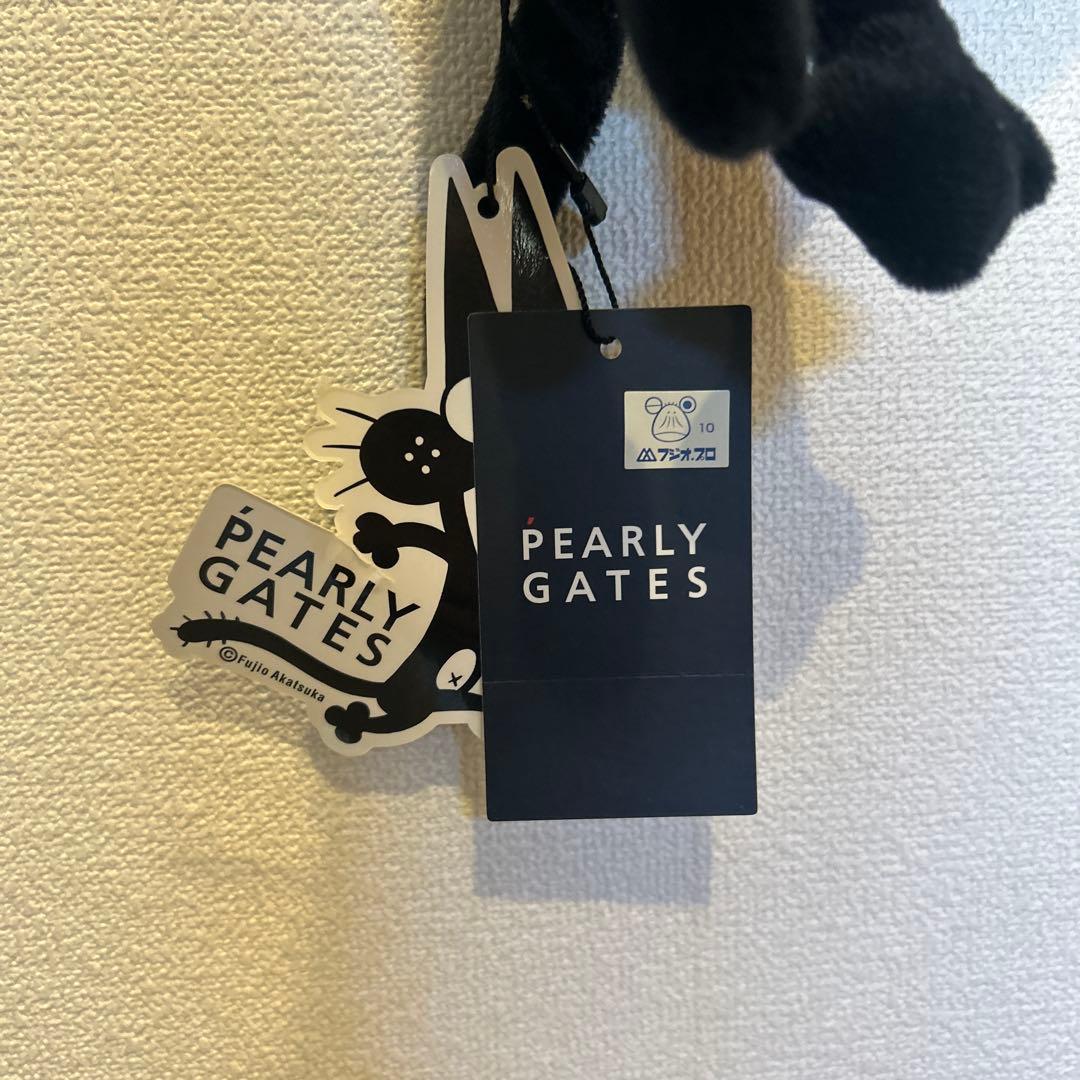 PEARLY
GATES
©Fujio Akatsuka
10
フジオ.プロ
PEARLY
GATES